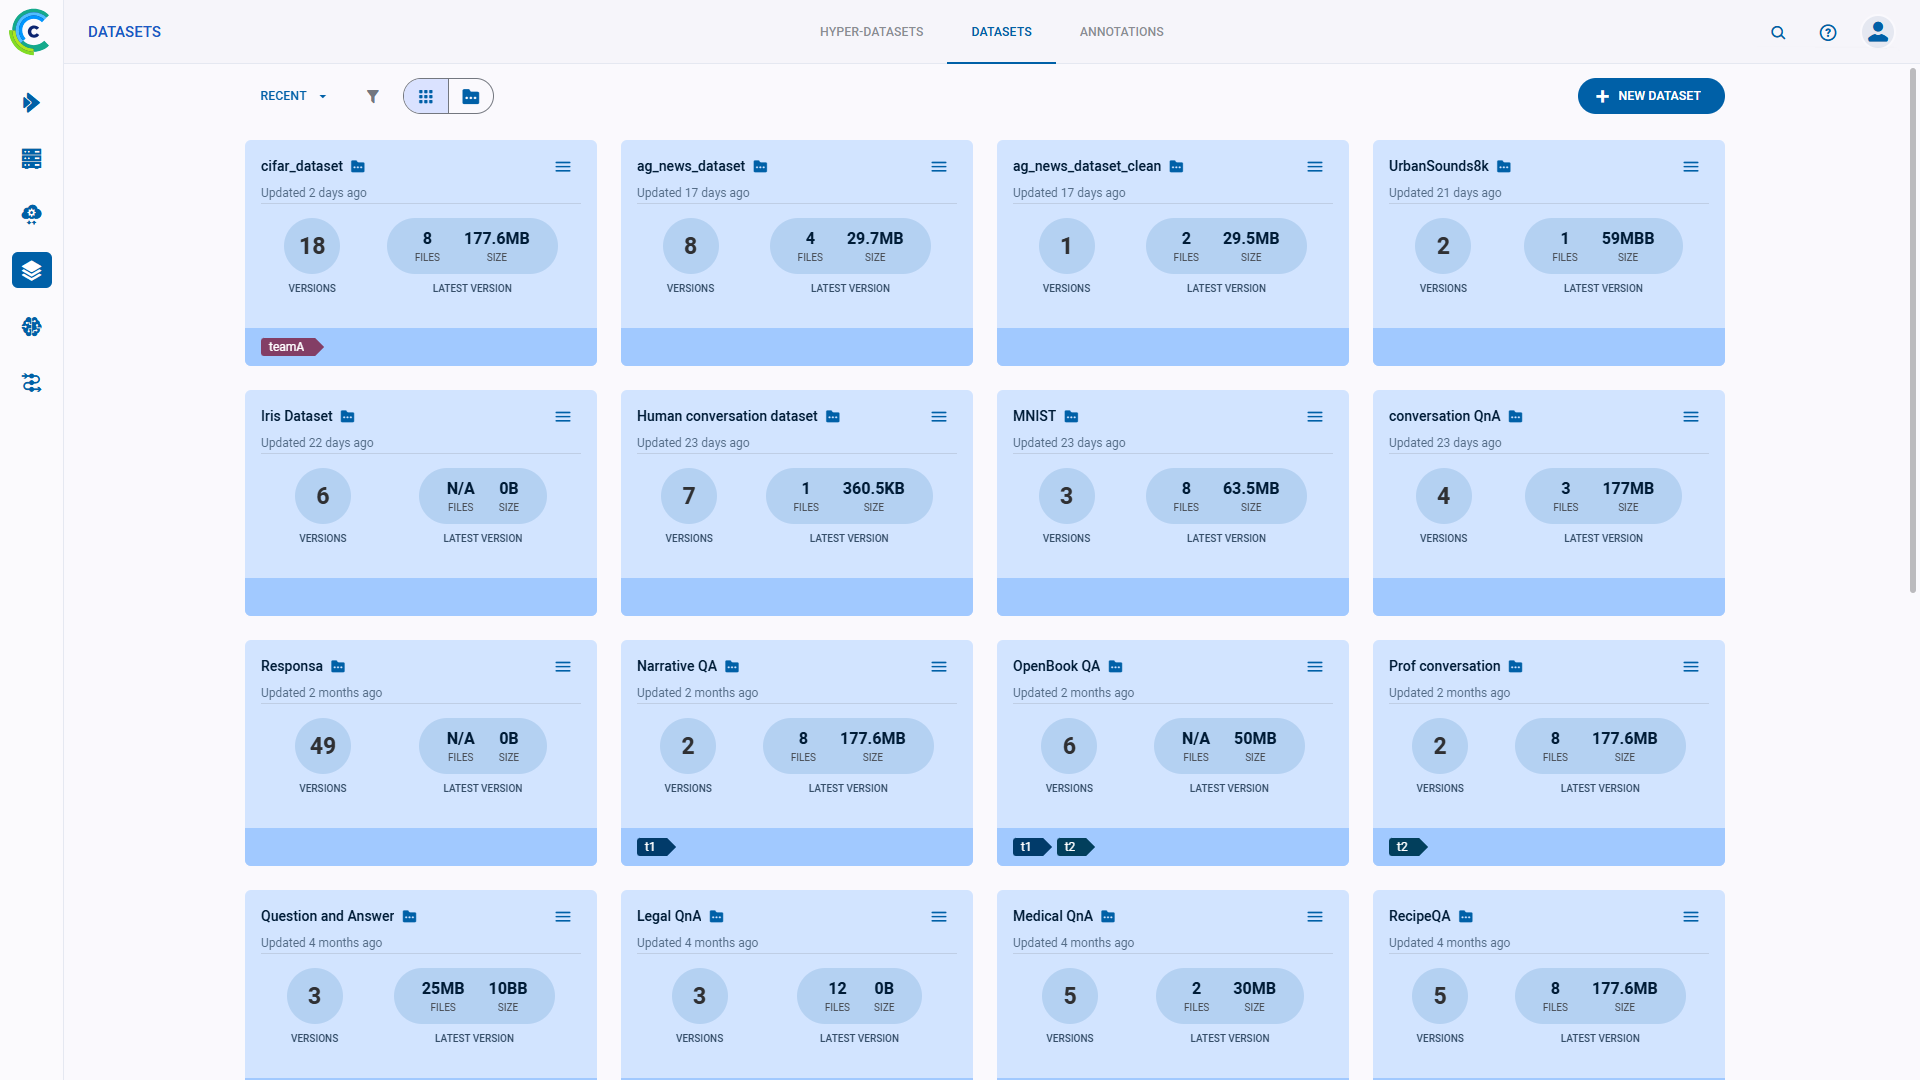 DATASETS
HYPER-DATASETS DATASETS ANNOTATIONS
RECENT
NEW DATASET
cifar_dataset
Updated 2 days ago
18 8 177.6MB
FILES SIZE
VERSIONS LATEST VERSION
teamA
ag_news_dataset
Updated 17 days ago
8 4 29.7MB
FILES SIZE
VERSIONS LATEST VERSION
ag_news_dataset_clean
Updated 17 days ago
1 2 29.5MB
FILES SIZE
VERSIONS LATEST VERSION
UrbanSounds8k
Updated 21 days ago
2 1 59MBB
FILES SIZE
VERSIONS LATEST VERSION
Iris Dataset
Updated 22 days ago
6 N/A 0B
FILES SIZE
VERSIONS LATEST VERSION
Human conversation dataset
Updated 23 days ago
7 1 360.5KB
FILES SIZE
VERSIONS LATEST VERSION
MNIST
Updated 23 days ago
3 8 63.5MB
FILES SIZE
VERSIONS LATEST VERSION
conversation QnA
Updated 23 days ago
4 3 177MB
FILES SIZE
VERSIONS LATEST VERSION
Responsa
Updated 2 months ago
49 N/A 0B
FILES SIZE
VERSIONS LATEST VERSION
Narrative QA
Updated 2 months ago
2 8 177.6MB
FILES SIZE
VERSIONS LATEST VERSION
t1
OpenBook QA
Updated 2 months ago
6 N/A 50MB
FILES SIZE
VERSIONS LATEST VERSION
t1 t2
Prof conversation
Updated 2 months ago
2 8 177.6MB
FILES SIZE
VERSIONS LATEST VERSION
t2
Question and Answer
Updated 4 months ago
3 25MB 10BB
FILES SIZE
VERSIONS LATEST VERSION
Legal QnA
Updated 4 months ago
3 12 0B
FILES SIZE
VERSIONS LATEST VERSION
Medical QnA
Updated 4 months ago
5 2 30MB
FILES SIZE
VERSIONS LATEST VERSION
RecipeQA
Updated 4 months ago
5 8 177.6MB
FILES SIZE
VERSIONS LATEST VERSION